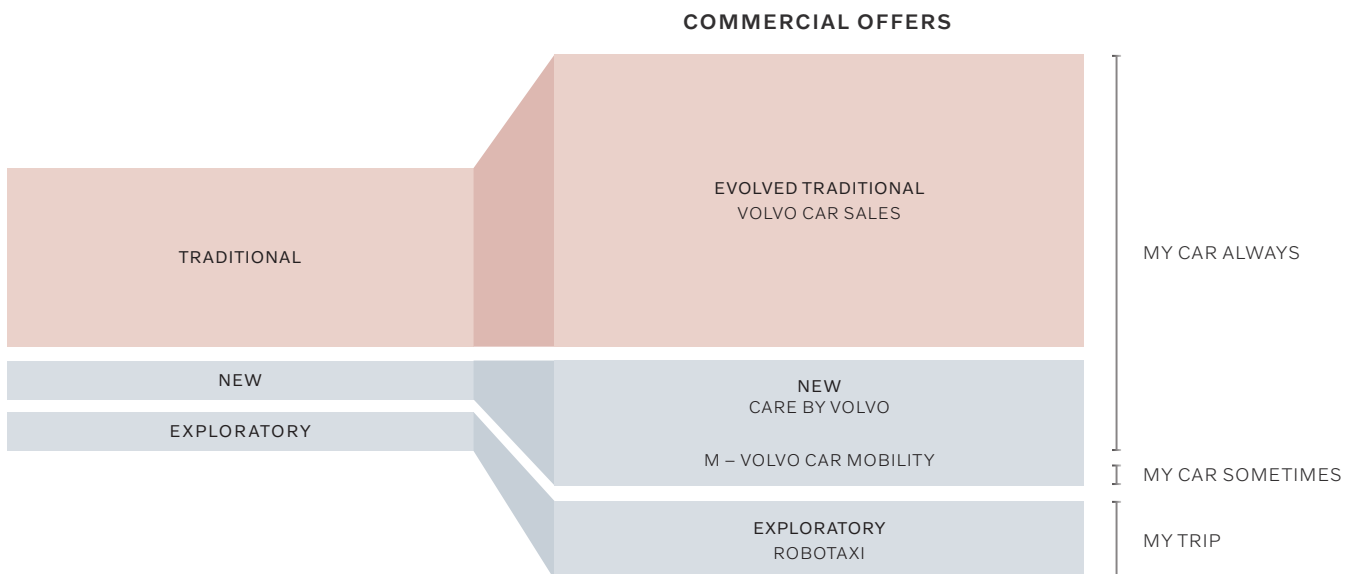 COMMERCIAL OFFERS
TRADITIONAL
NEW
EXPLORATORY
EVOLVED TRADITIONAL
VOLVO CAR SALES
NEW
CARE BY VOLVO
M – VOLVO CAR MOBILITY
EXPLORATORY
ROBOTAXI
MY CAR ALWAYS
MY CAR SOMETIMES
MY TRIP